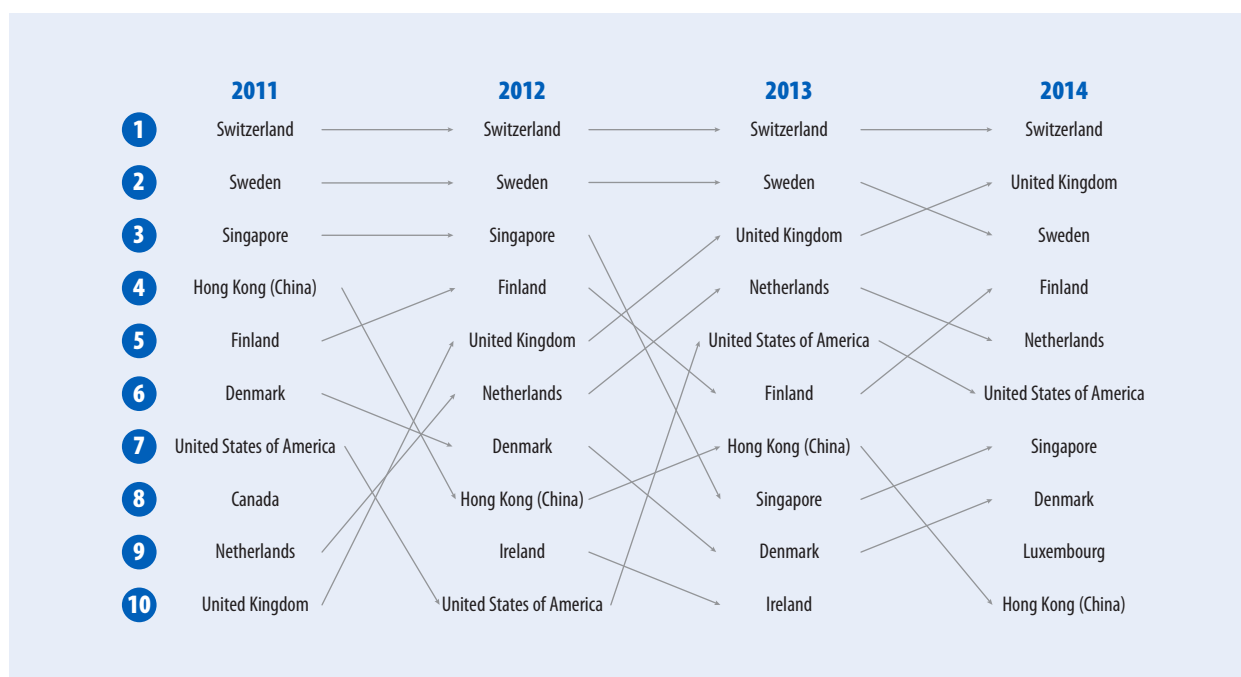 2011 2012 2013 2014
1 Switzerland Switzerland Switzerland Switzerland
2 Sweden Sweden Sweden United Kingdom
3 Singapore Singapore United Kingdom Sweden
4 Hong Kong (China) Finland Netherlands Finland
5 Finland United Kingdom United States of America Netherlands
6 Denmark Netherlands Finland United States of America
7 United States of America Denmark Hong Kong (China) Singapore
8 Canada Hong Kong (China) Singapore Denmark
9 Netherlands Ireland Denmark Luxembourg
10 United Kingdom United States of America Ireland Hong Kong (China)